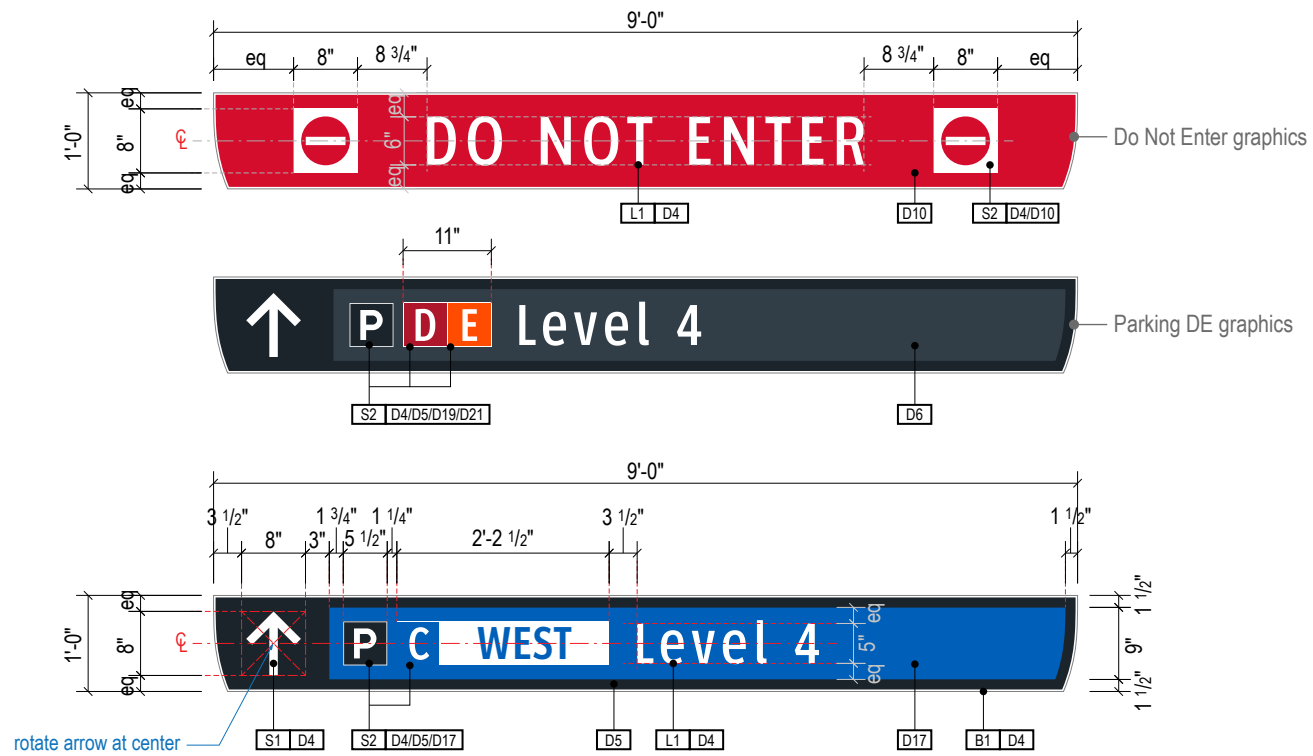 9'-0"
eq 8" 8 3/4" 8 3/4" 8" eq
1'-0"
eq
8"
eq
℄
eq
6"
eq
DO NOT ENTER
Do Not Enter graphics
L1 D4
D10
S2 D4/D10
11"
P D E Level 4
Parking DE graphics
S2 D4/D5/D19/D21
D6
9'-0"
3 1/2" 8" 3" 1 3/4" 5 1/2" 1 1/4" 2'-2 1/2" 3 1/2" 1 1/2"
1'-0"
eq
8"
eq
℄
P C WEST Level 4
eq
5"
eq
1 1/2"
9"
1 1/2"
rotate arrow at center
S1 D4
S2 D4/D5/D17
D5
L1 D4
D17
B1 D4